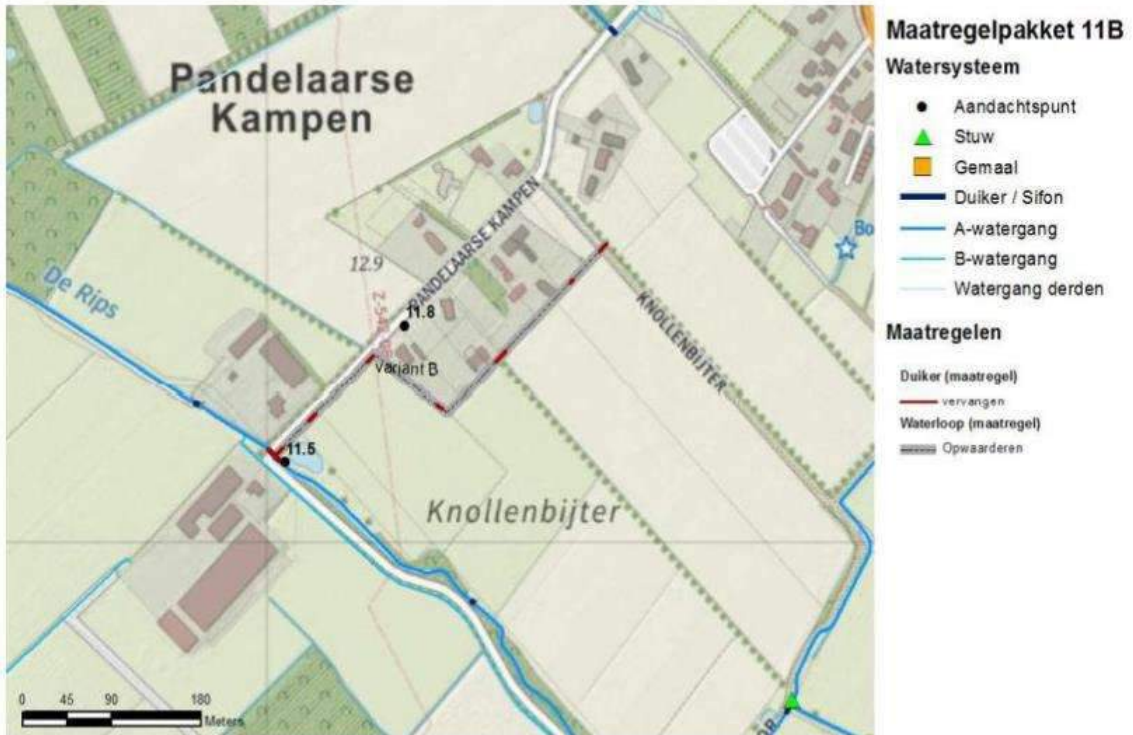 Pandelaarse
Kampen
De Rips
12.9
PANDELAARSE KAMPEN
11.8
Variant B
KNOLLENBIJTER
11.5
Knollenbijter
Bo
0 45 90 180
Meters
Maatregelpakket 11B
Watersysteem
Aandachtspunt
Stuw
Gemaal
Duiker / Sifon
A-watergang
B-watergang
Watergang derden
Maatregelen
Duiker (maatregel)
vervangen
Waterloop (maatregel)
Opwaarderen